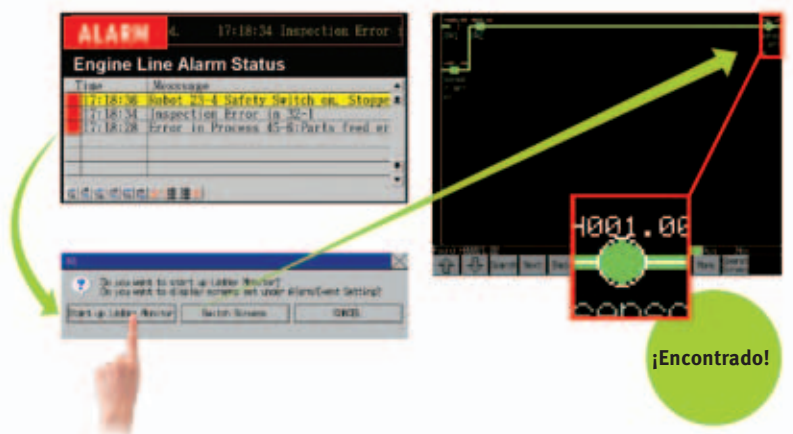 ALARM 17:18:34 Inspection Error
Engine Line Alarm Status
Time Message
17:18:36 Robot 23-4 Safety Switch on. Stoppe
17:18:34 Inspection Error in 32-1
17:18:28 Error in Process 45-6:Parts feed er
Do you want to start up Ladder Monitor?
Do you want to display screens set under Alarm/Event Setting?
Start up Ladder Monitor Switch Screens CANCEL
H001.00
Search Next
¡Encontrado!